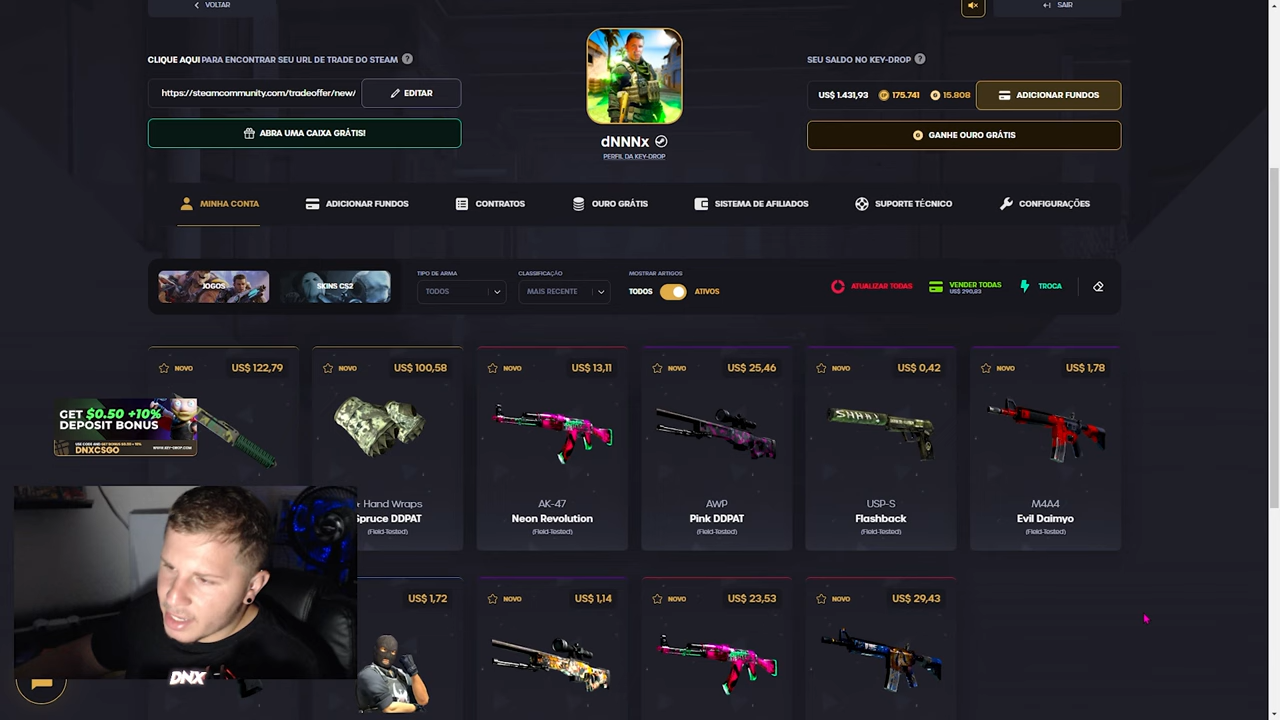 VOLTAR
SAIR
CLIQUE AQUI PARA ENCONTRAR SEU URL DE TRADE DO STEAM ?
https://steamcommunity.com/tradeoffer/new/
EDITAR
ABRA UMA CAIXA GRÁTIS!
dNNNx
PERFIL DA KEY-DROP
SEU SALDO NO KEY-DROP ?
US$ 1.431,93 175.741 15.808
ADICIONAR FUNDOS
GANHE OURO GRÁTIS
MINHA CONTA
ADICIONAR FUNDOS
CONTRATOS
OURO GRÁTIS
SISTEMA DE AFILIADOS
SUPORTE TÉCNICO
CONFIGURAÇÕES
JOGOS
SKINS CS2
TIPO DE ARMA
TODOS
CLASSIFICAÇÃO
MAIS RECENTE
MOSTRAR ARTIGOS
TODOS ATIVOS
ATUALIZAR TODAS
VENDER TODAS
US$ 290,83
TROCA
NOVO US$ 122,79
NOVO US$ 100,58
Hand Wraps
Spruce DDPAT
(Field-Tested)
NOVO US$ 13,11
AK-47
Neon Revolution
(Field-Tested)
NOVO US$ 25,46
AWP
Pink DDPAT
(Field-Tested)
NOVO US$ 0,42
USP-S
Flashback
(Field-Tested)
NOVO US$ 1,78
M4A4
Evil Daimyo
(Field-Tested)
GET $0.50 +10%
DEPOSIT BONUS
DNXCSGO
WWW.KEY-DROP.COM
US$ 1,72
NOVO US$ 1,14
NOVO US$ 23,53
NOVO US$ 29,43
DNX